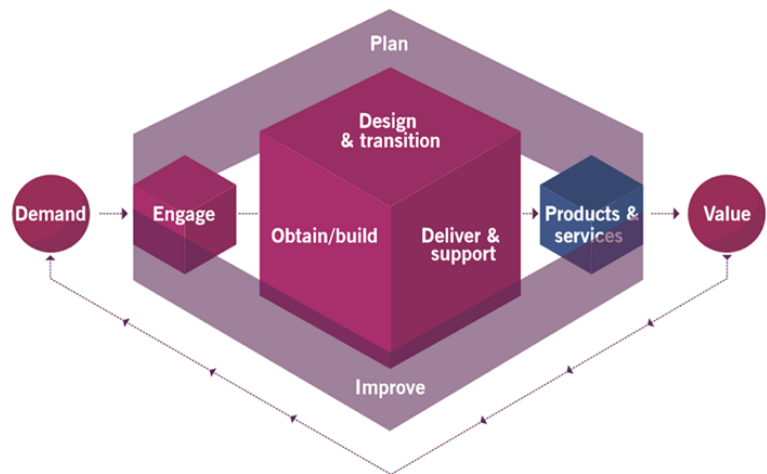 Plan
Design
& transition
Demand
Engage
Obtain/build
Deliver &
support
Products &
services
Value
Improve